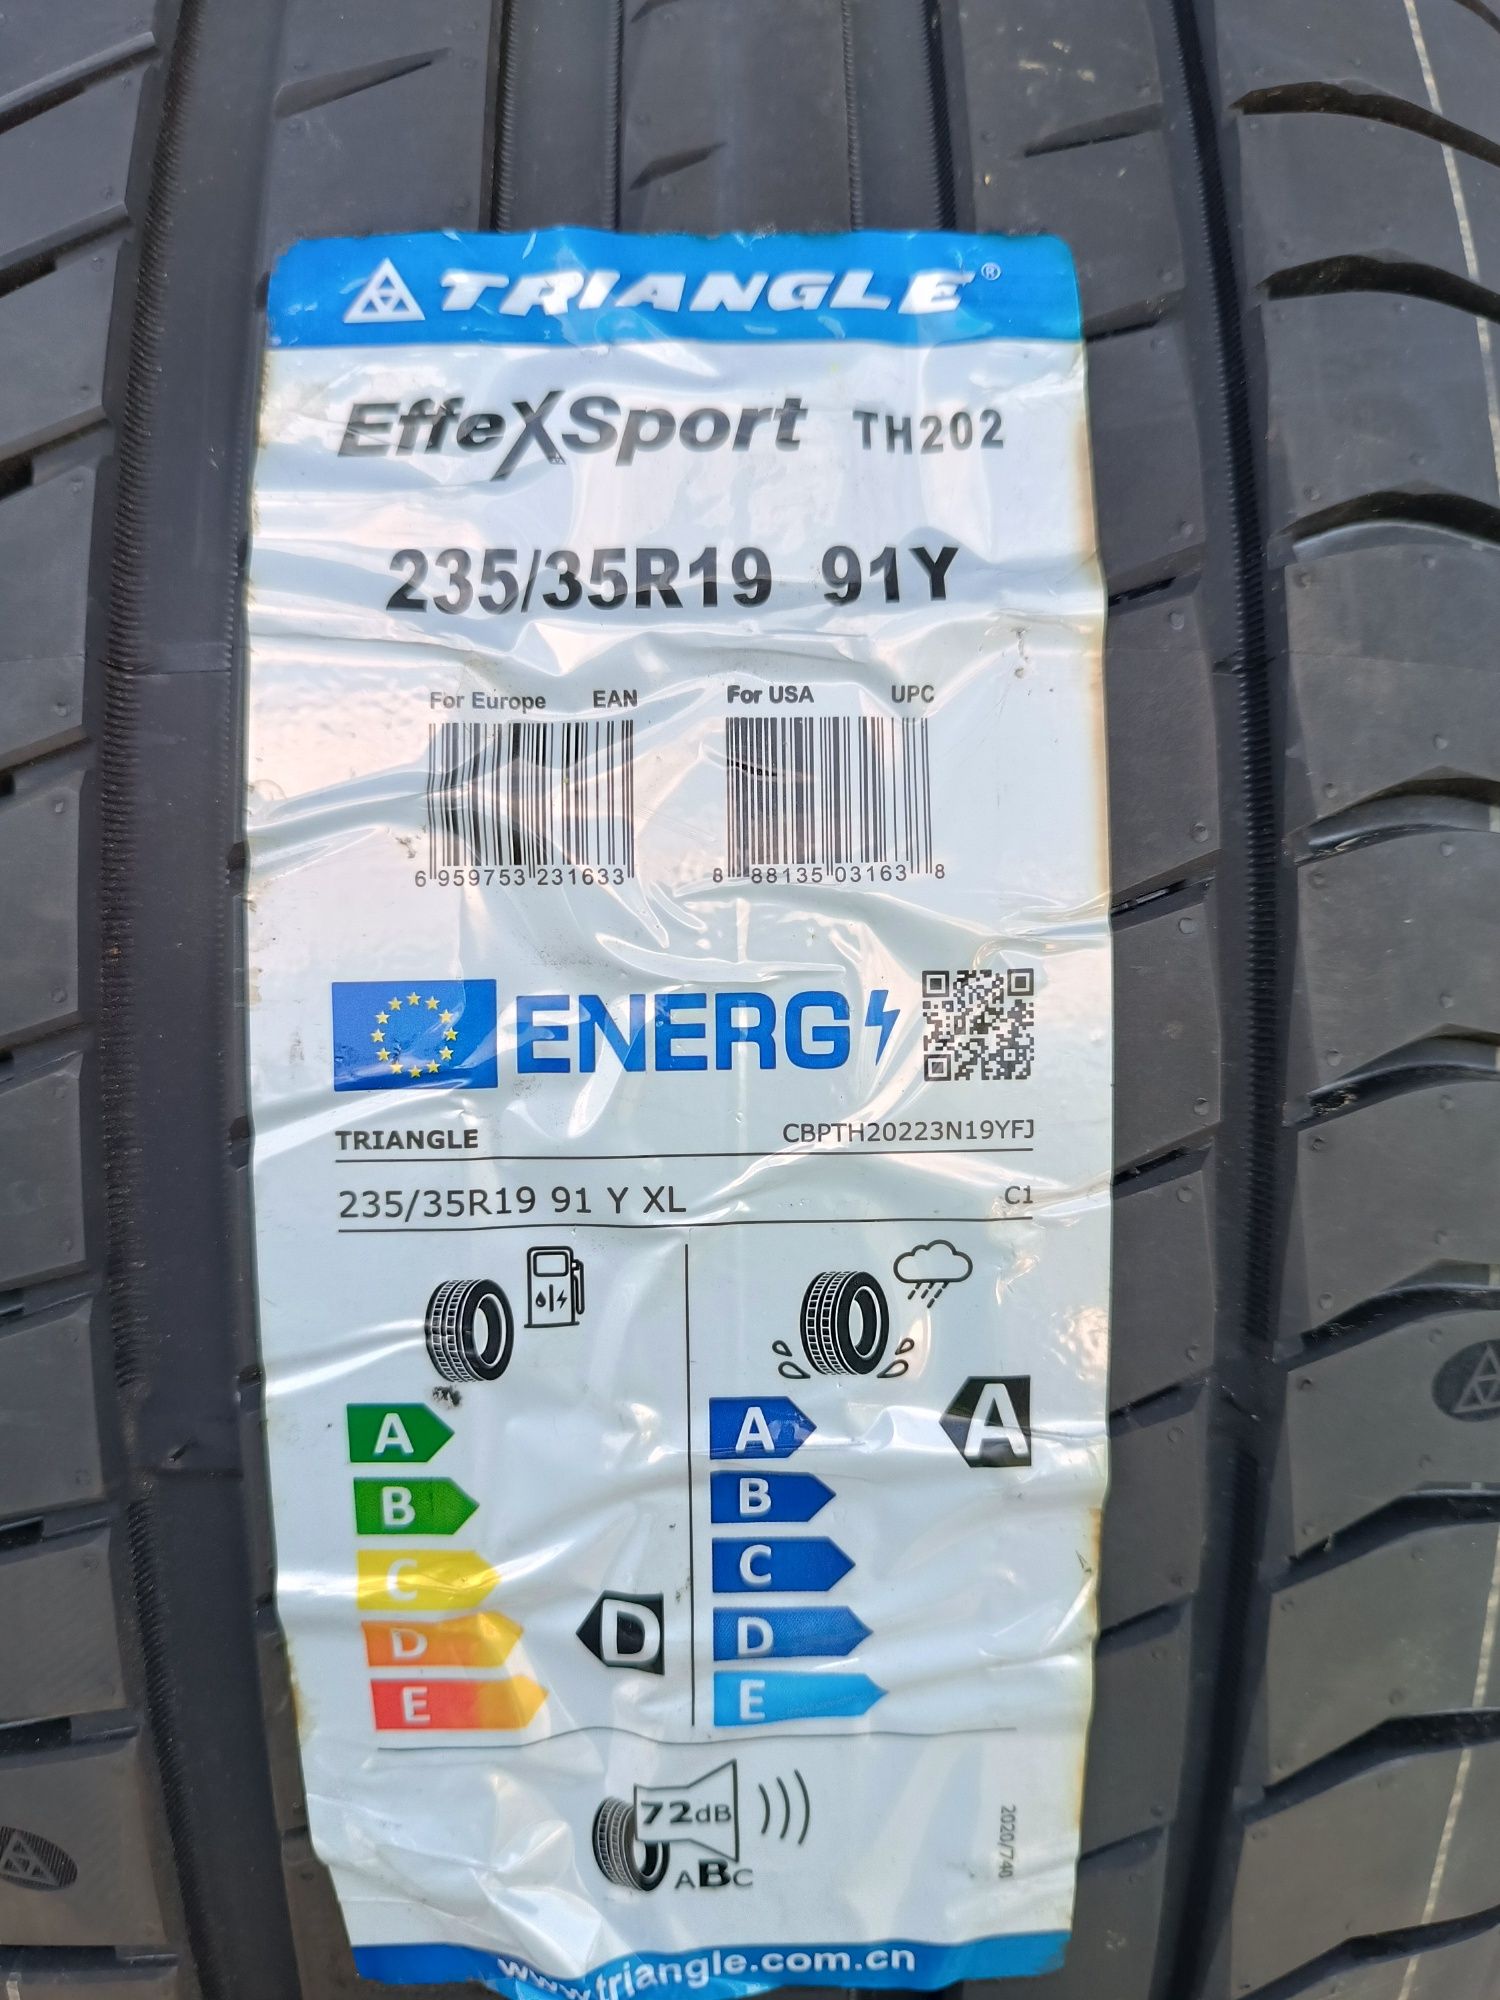 TRIANGLE®
EffeXSport TH202
235/35R19 91Y
For Europe EAN
For USA UPC
6 959753 231633
8 88135 03163 8
ENERG
TRIANGLE
CBPTH20223N19YFJ
235/35R19 91 Y XL
C1
A
B
C
D
E
D
A
B
C
D
E
A
72dB
ABC
2020/740
www.triangle.com.cn